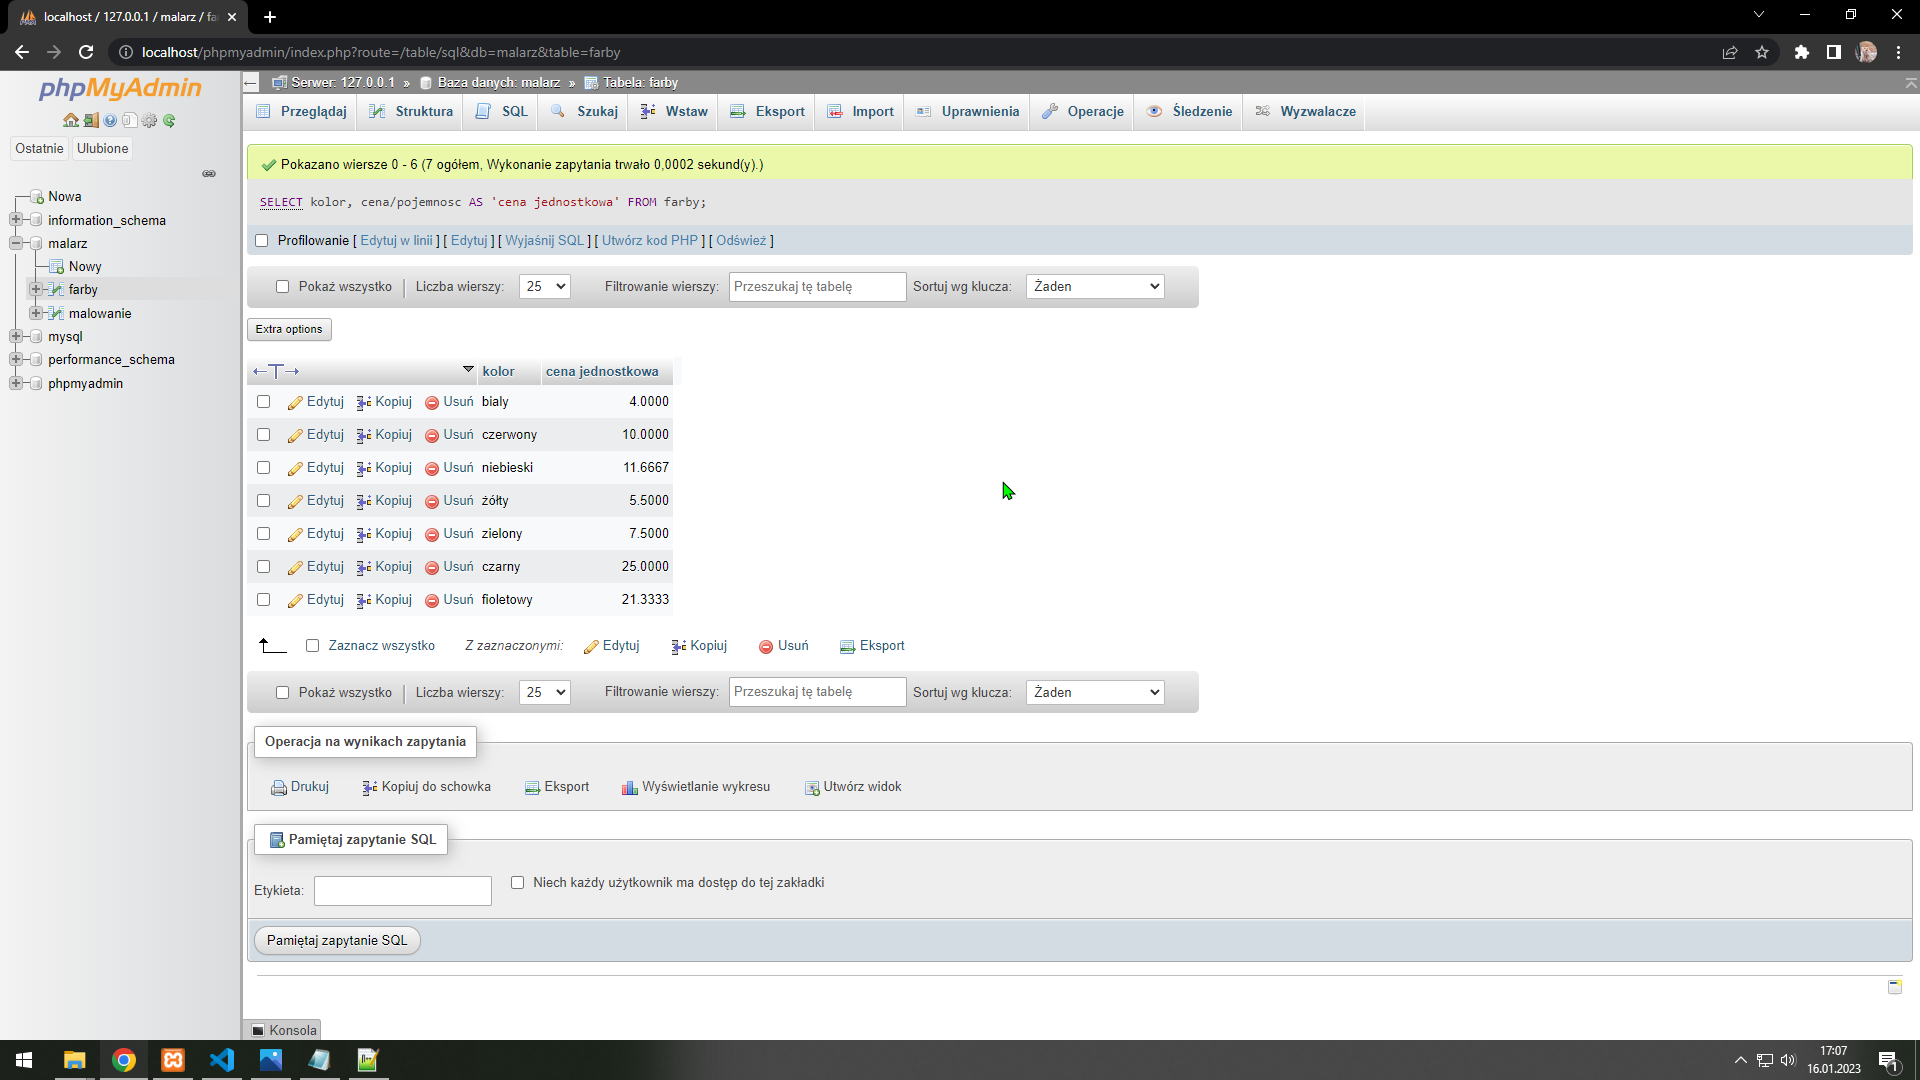 localhost / 127.0.0.1 / malarz / fa
localhost/phpmyadmin/index.php?route=/table/sql&db=malarz&table=farby
phpMyAdmin
Ostatnie Ulubione
Nowa
information_schema
malarz
Nowy
farby
malowanie
mysql
performance_schema
phpmyadmin
Serwer: 127.0.0.1 » Baza danych: malarz » Tabela: farby
Przeglądaj Struktura SQL Szukaj Wstaw Eksport Import Uprawnienia Operacje Śledzenie Wyzwalacze
Pokazano wiersze 0 - 6 (7 ogółem, Wykonanie zapytania trwało 0,0002 sekund(y).)
SELECT kolor, cena/pojemnosc AS 'cena jednostkowa' FROM farby;
Profilowanie [ Edytuj w linii ] [ Edytuj ] [ Wyjaśnij SQL ] [ Utwórz kod PHP ] [ Odśwież ]
Pokaż wszystko Liczba wierszy: 25 Filtrowanie wierszy: Przeszukaj tę tabelę Sortuj wg klucza: Żaden
Extra options
←T→ kolor cena jednostkowa
Edytuj Kopiuj Usuń bialy 4.0000
Edytuj Kopiuj Usuń czerwony 10.0000
Edytuj Kopiuj Usuń niebieski 11.6667
Edytuj Kopiuj Usuń żółty 5.5000
Edytuj Kopiuj Usuń zielony 7.5000
Edytuj Kopiuj Usuń czarny 25.0000
Edytuj Kopiuj Usuń fioletowy 21.3333
Zaznacz wszystko Z zaznaczonymi: Edytuj Kopiuj Usuń Eksport
Pokaż wszystko Liczba wierszy: 25 Filtrowanie wierszy: Przeszukaj tę tabelę Sortuj wg klucza: Żaden
Operacja na wynikach zapytania
Drukuj Kopiuj do schowka Eksport Wyświetlanie wykresu Utwórz widok
Pamiętaj zapytanie SQL
Etykieta: Niech każdy użytkownik ma dostęp do tej zakładki
Pamiętaj zapytanie SQL
Konsola
17:07
16.01.2023
1